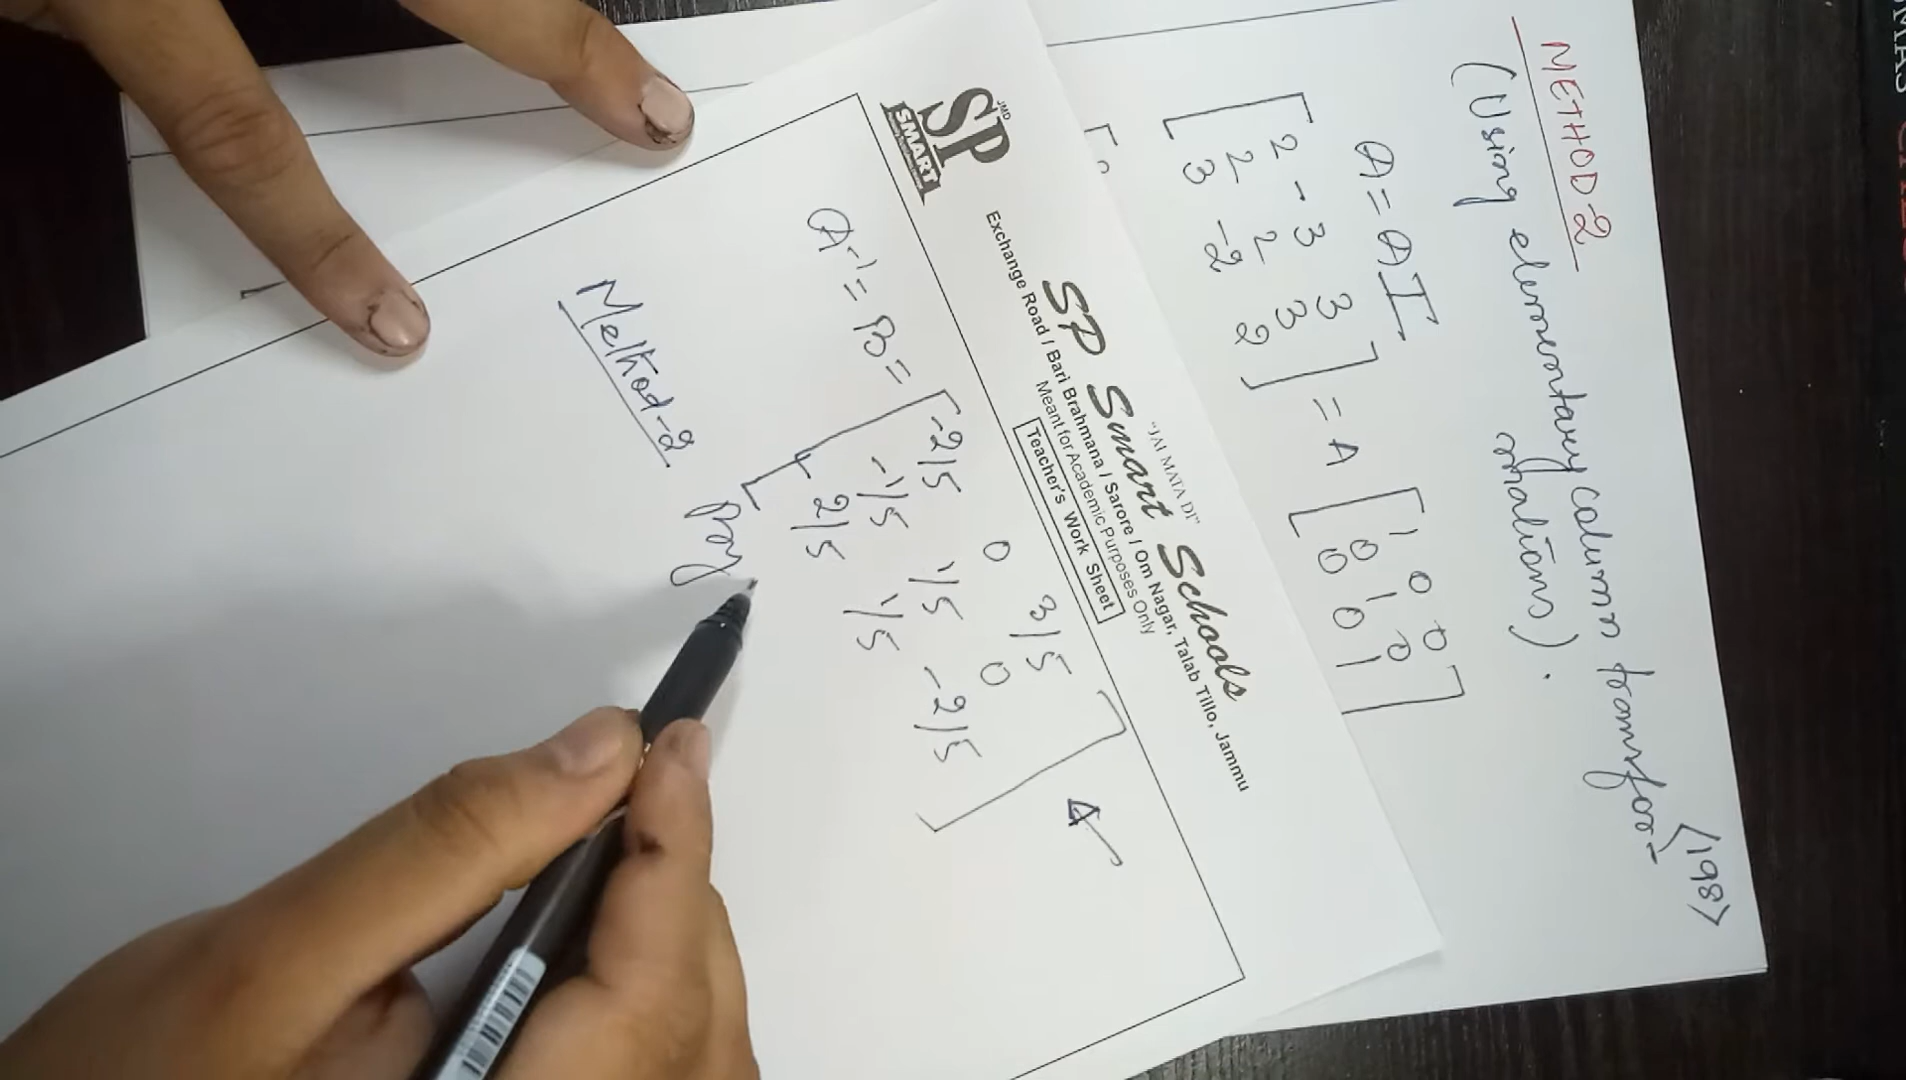 <198>
METHOD-2
(Using elementary column transfor-
mations).
A = AI
[2 -3 3
2 2 3
3 -2 2] = A [1 0 0
0 1 0
0 0 1]
JMD
SP
SMART
"JAI MATA DI"
SP Smart Schools
Exchange Road / Bari Brahmana / Sarore / Om Nagar, Talab Tillo, Jammu
Meant for Academic Purposes Only
Teacher's Work Sheet
A⁻¹ = B = [-2/5 0 3/5
-1/5 1/5 0
2/5 1/5 -2/5]
Method-2